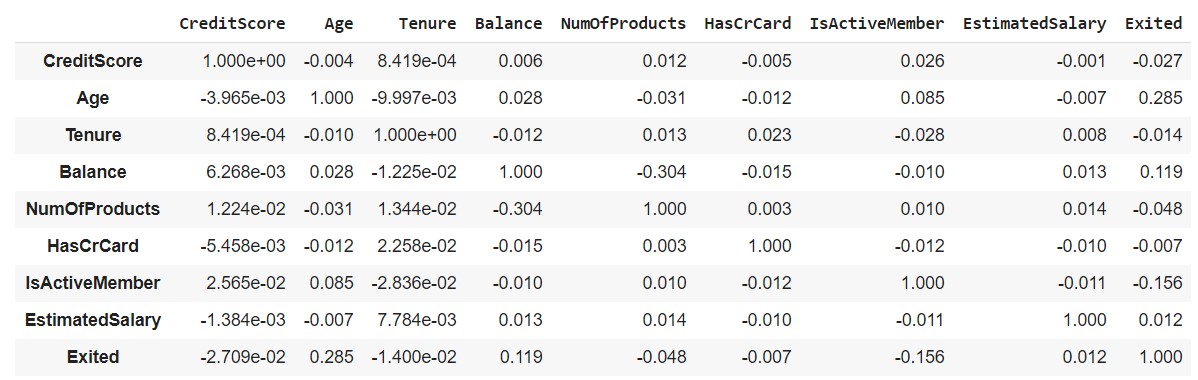 CreditScore Age Tenure Balance NumOfProducts HasCrCard IsActiveMember EstimatedSalary Exited
CreditScore 1.000e+00 -0.004 8.419e-04 0.006 0.012 -0.005 0.026 -0.001 -0.027
Age -3.965e-03 1.000 -9.997e-03 0.028 -0.031 -0.012 0.085 -0.007 0.285
Tenure 8.419e-04 -0.010 1.000e+00 -0.012 0.013 0.023 -0.028 0.008 -0.014
Balance 6.268e-03 0.028 -1.225e-02 1.000 -0.304 -0.015 -0.010 0.013 0.119
NumOfProducts 1.224e-02 -0.031 1.344e-02 -0.304 1.000 0.003 0.010 0.014 -0.048
HasCrCard -5.458e-03 -0.012 2.258e-02 -0.015 0.003 1.000 -0.012 -0.010 -0.007
IsActiveMember 2.565e-02 0.085 -2.836e-02 -0.010 0.010 -0.012 1.000 -0.011 -0.156
EstimatedSalary -1.384e-03 -0.007 7.784e-03 0.013 0.014 -0.010 -0.011 1.000 0.012
Exited -2.709e-02 0.285 -1.400e-02 0.119 -0.048 -0.007 -0.156 0.012 1.000